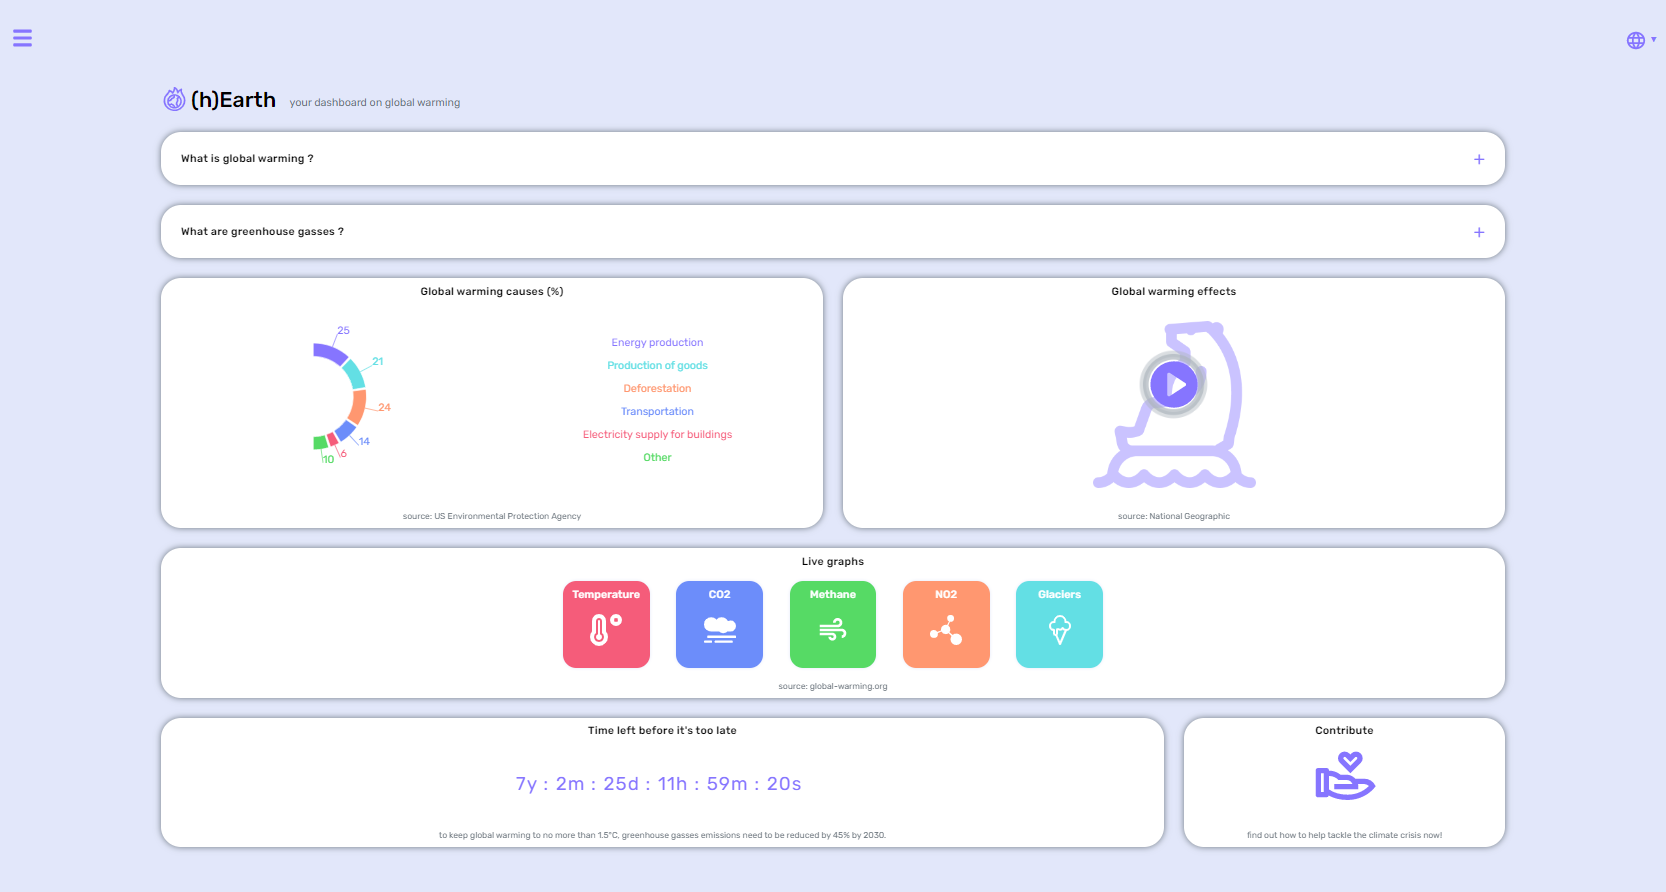 (h)Earth your dashboard on global warming
What is global warming ?
+
What are greenhouse gasses ?
+
Global warming causes (%)
25
21
24
14
6
10
Energy production
Production of goods
Deforestation
Transportation
Electricity supply for buildings
Other
source: US Environmental Protection Agency
Global warming effects
source: National Geographic
Live graphs
Temperature
CO2
Methane
NO2
Glaciers
source: global-warming.org
Time left before it's too late
7y : 2m : 25d : 11h : 59m : 20s
to keep global warming to no more than 1.5°C, greenhouse gasses emissions need to be reduced by 45% by 2030.
Contribute
find out how to help tackle the climate crisis now!